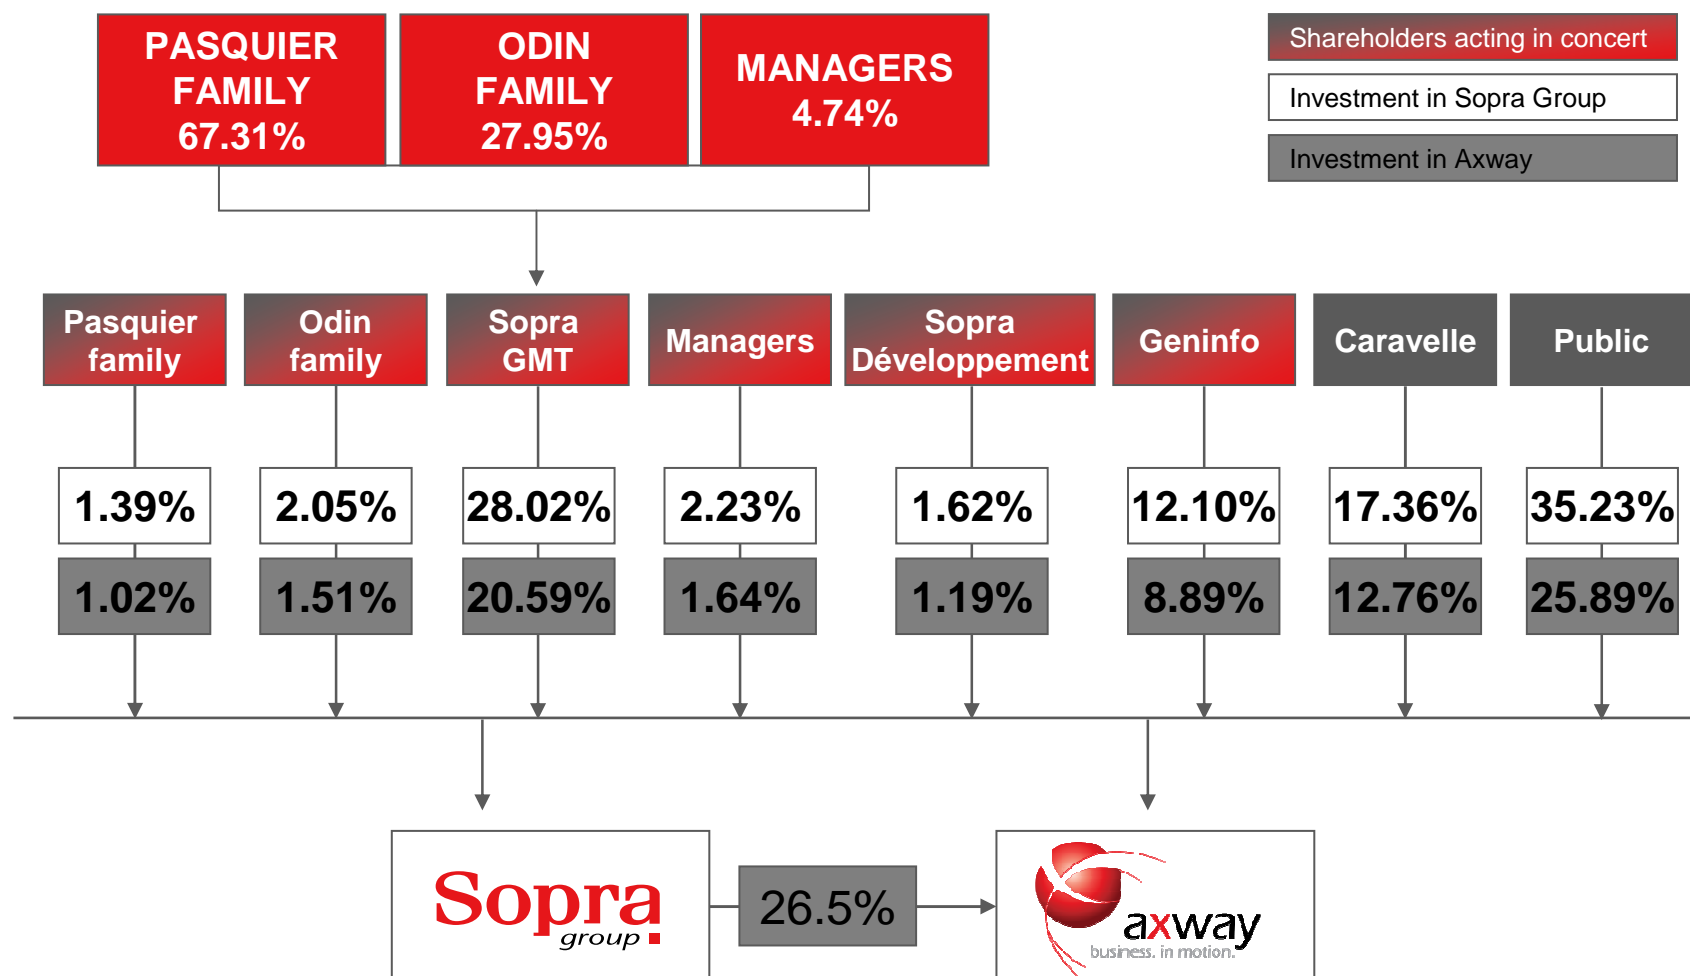 PASQUIER
FAMILY
67.31%
ODIN
FAMILY
27.95%
MANAGERS
4.74%
Shareholders acting in concert
Investment in Sopra Group
Investment in Axway
Pasquier
family
Odin
family
Sopra
GMT
Managers
Sopra
Développement
Geninfo
Caravelle
Public
1.39%
2.05%
28.02%
2.23%
1.62%
12.10%
17.36%
35.23%
1.02%
1.51%
20.59%
1.64%
1.19%
8.89%
12.76%
25.89%
Sopra
group
26.5%
axway
business. in motion.